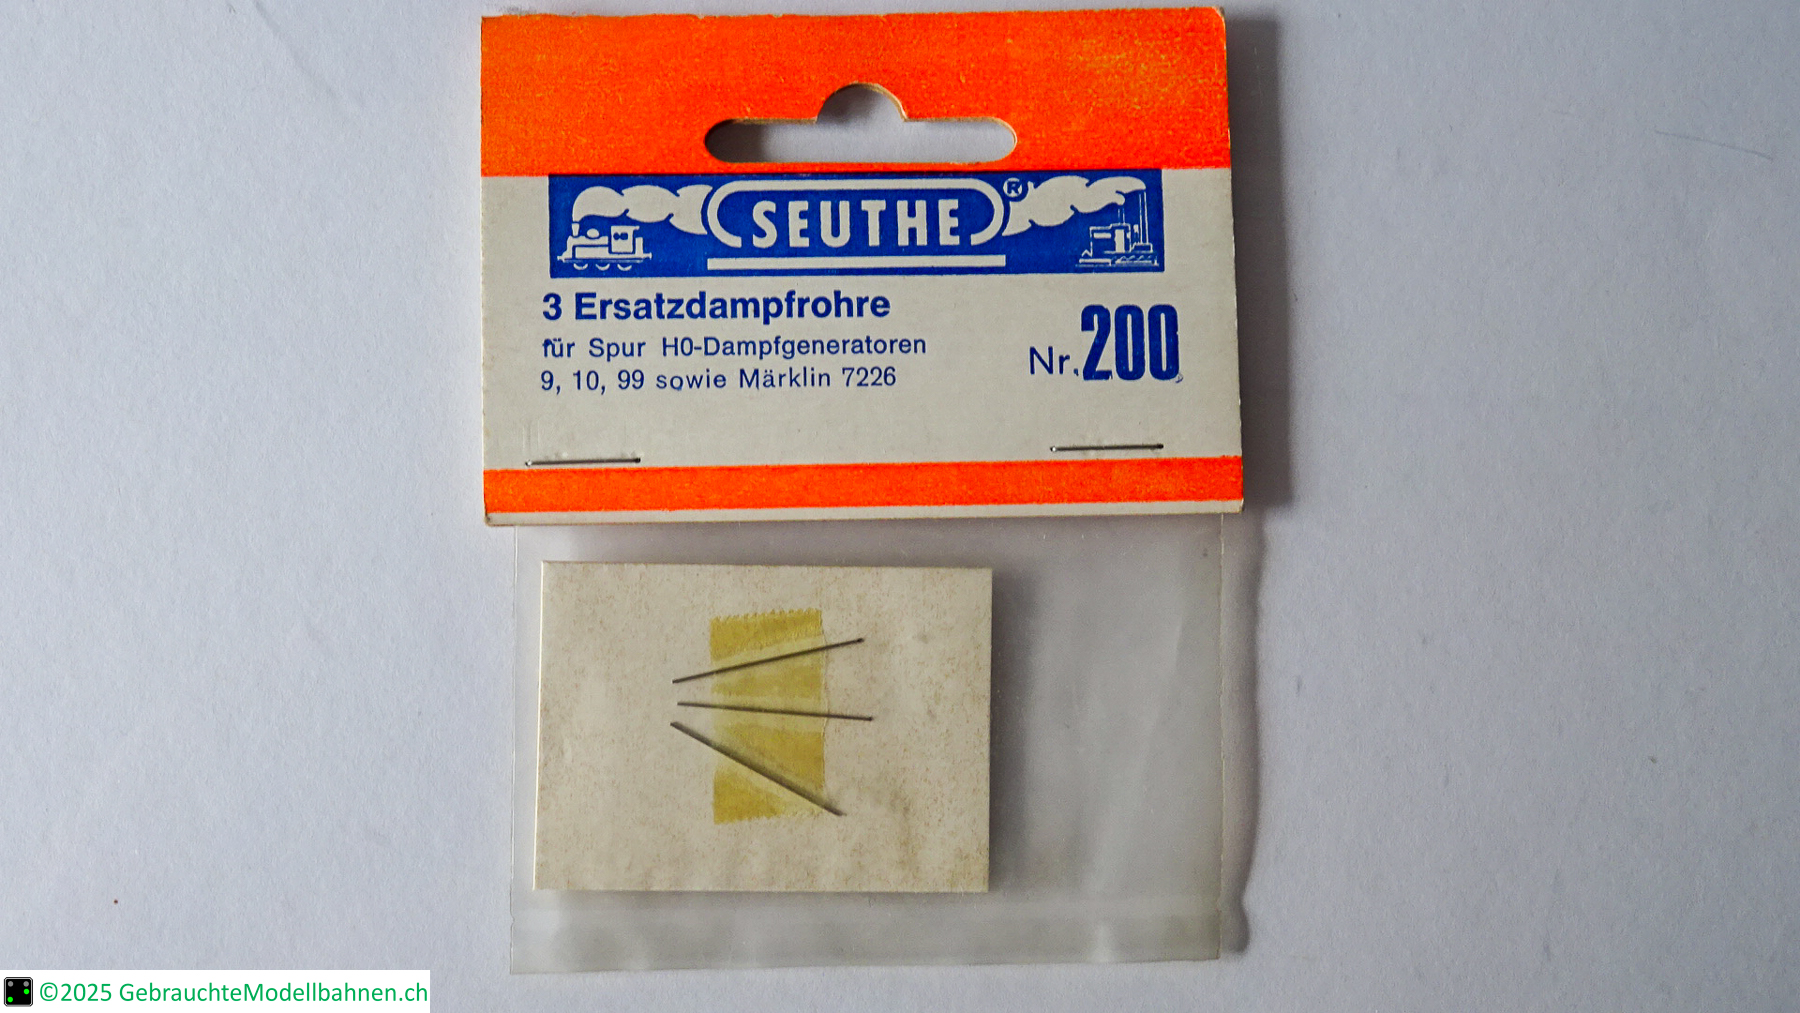 SEUTHE®
3 Ersatzdampfrohre
für Spur H0-Dampfgeneratoren
9, 10, 99 sowie Märklin 7226
Nr. 200
©2025 GebrauchteModellbahnen.ch